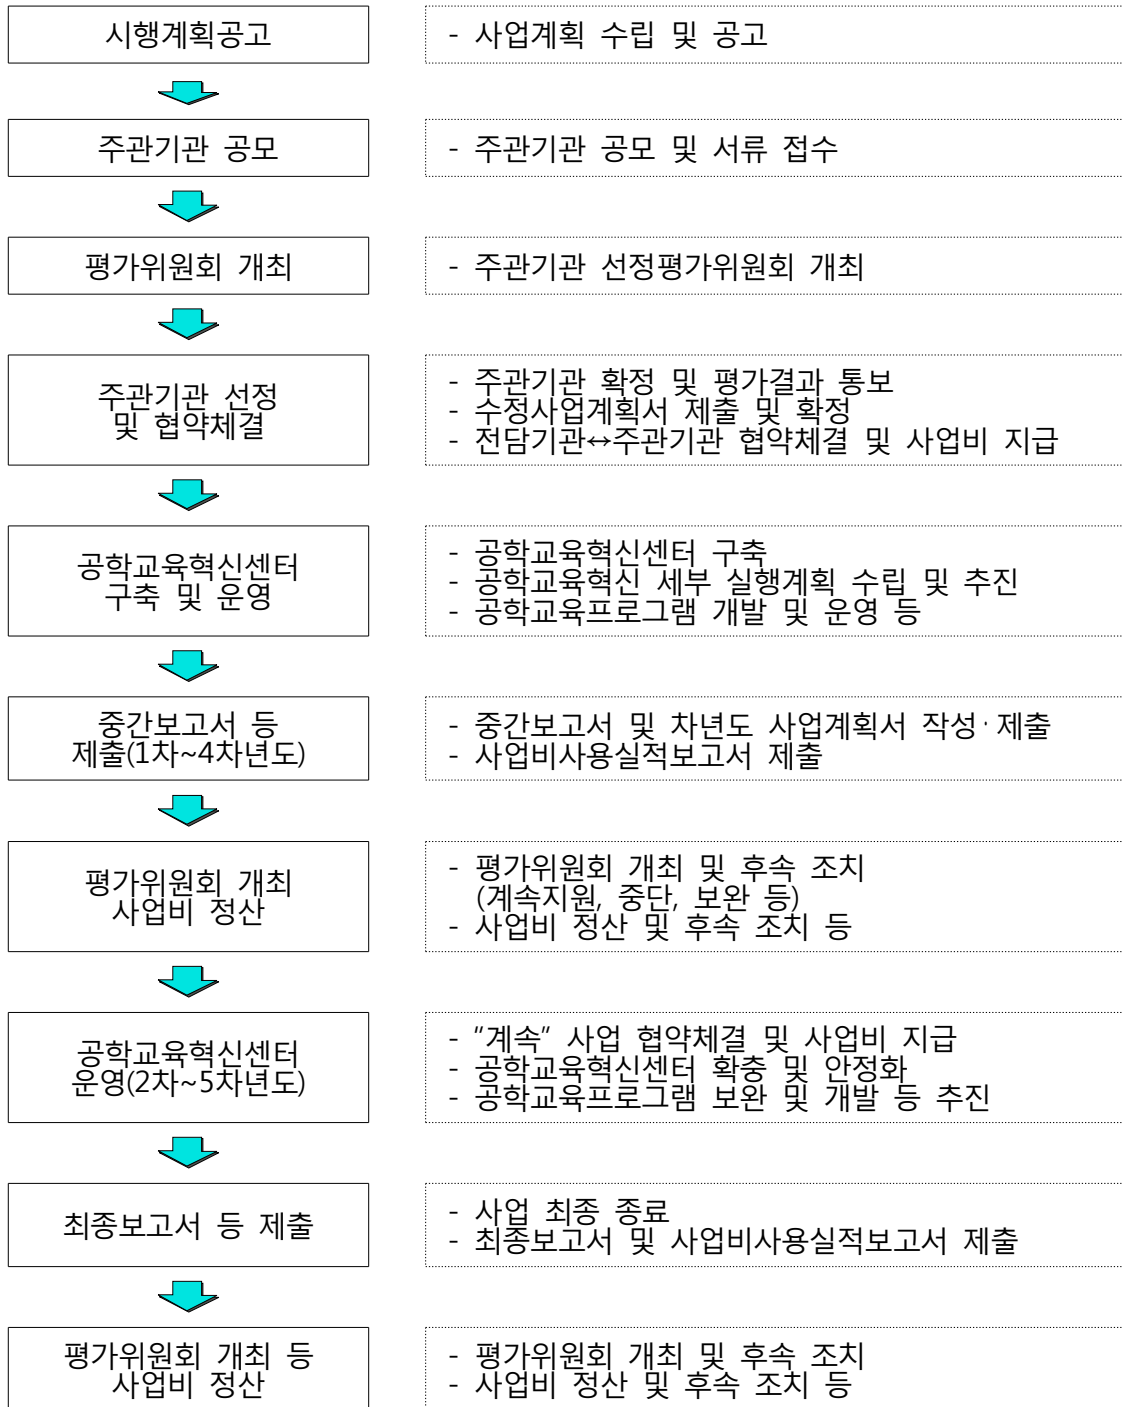 시행계획공고
- 사업계획 수립 및 공고
주관기관 공모
- 주관기관 공모 및 서류 접수
평가위원회 개최
- 주관기관 선정평가위원회 개최
주관기관 선정
및 협약체결
- 주관기관 확정 및 평가결과 통보
- 수정사업계획서 제출 및 확정
- 전담기관↔주관기관 협약체결 및 사업비 지급
공학교육혁신센터
구축 및 운영
- 공학교육혁신센터 구축
- 공학교육혁신 세부 실행계획 수립 및 추진
- 공학교육프로그램 개발 및 운영 등
중간보고서 등
제출(1차~4차년도)
- 중간보고서 및 차년도 사업계획서 작성·제출
- 사업비사용실적보고서 제출
평가위원회 개최
사업비 정산
- 평가위원회 개최 및 후속 조치
(계속지원, 중단, 보완 등)
- 사업비 정산 및 후속 조치 등
공학교육혁신센터
운영(2차~5차년도)
- "계속" 사업 협약체결 및 사업비 지급
- 공학교육혁신센터 확충 및 안정화
- 공학교육프로그램 보완 및 개발 등 추진
최종보고서 등 제출
- 사업 최종 종료
- 최종보고서 및 사업비사용실적보고서 제출
평가위원회 개최 등
사업비 정산
- 평가위원회 개최 및 후속 조치
- 사업비 정산 및 후속 조치 등